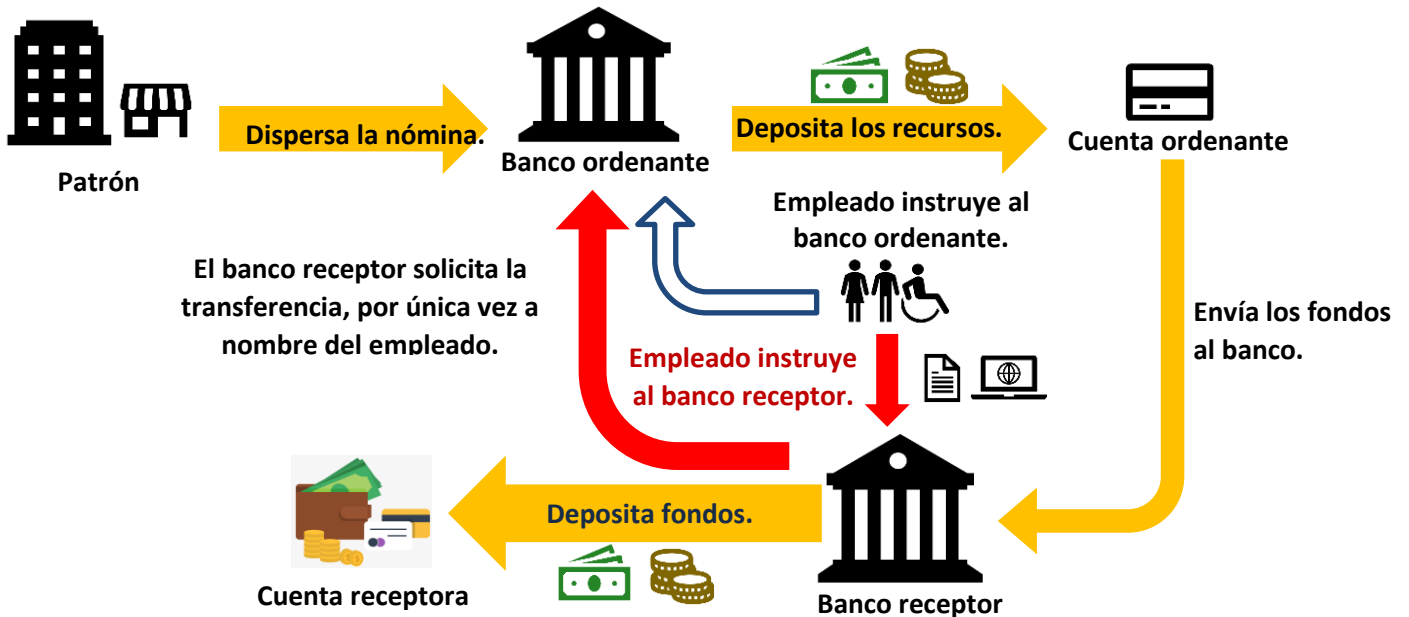 Patrón
Dispersa la nómina.
Banco ordenante
Deposita los recursos.
Cuenta ordenante
Empleado instruye al
banco ordenante.
El banco receptor solicita la
transferencia, por única vez a
nombre del empleado.
Empleado instruye
al banco receptor.
Envía los fondos
al banco.
Deposita fondos.
Cuenta receptora
Banco receptor